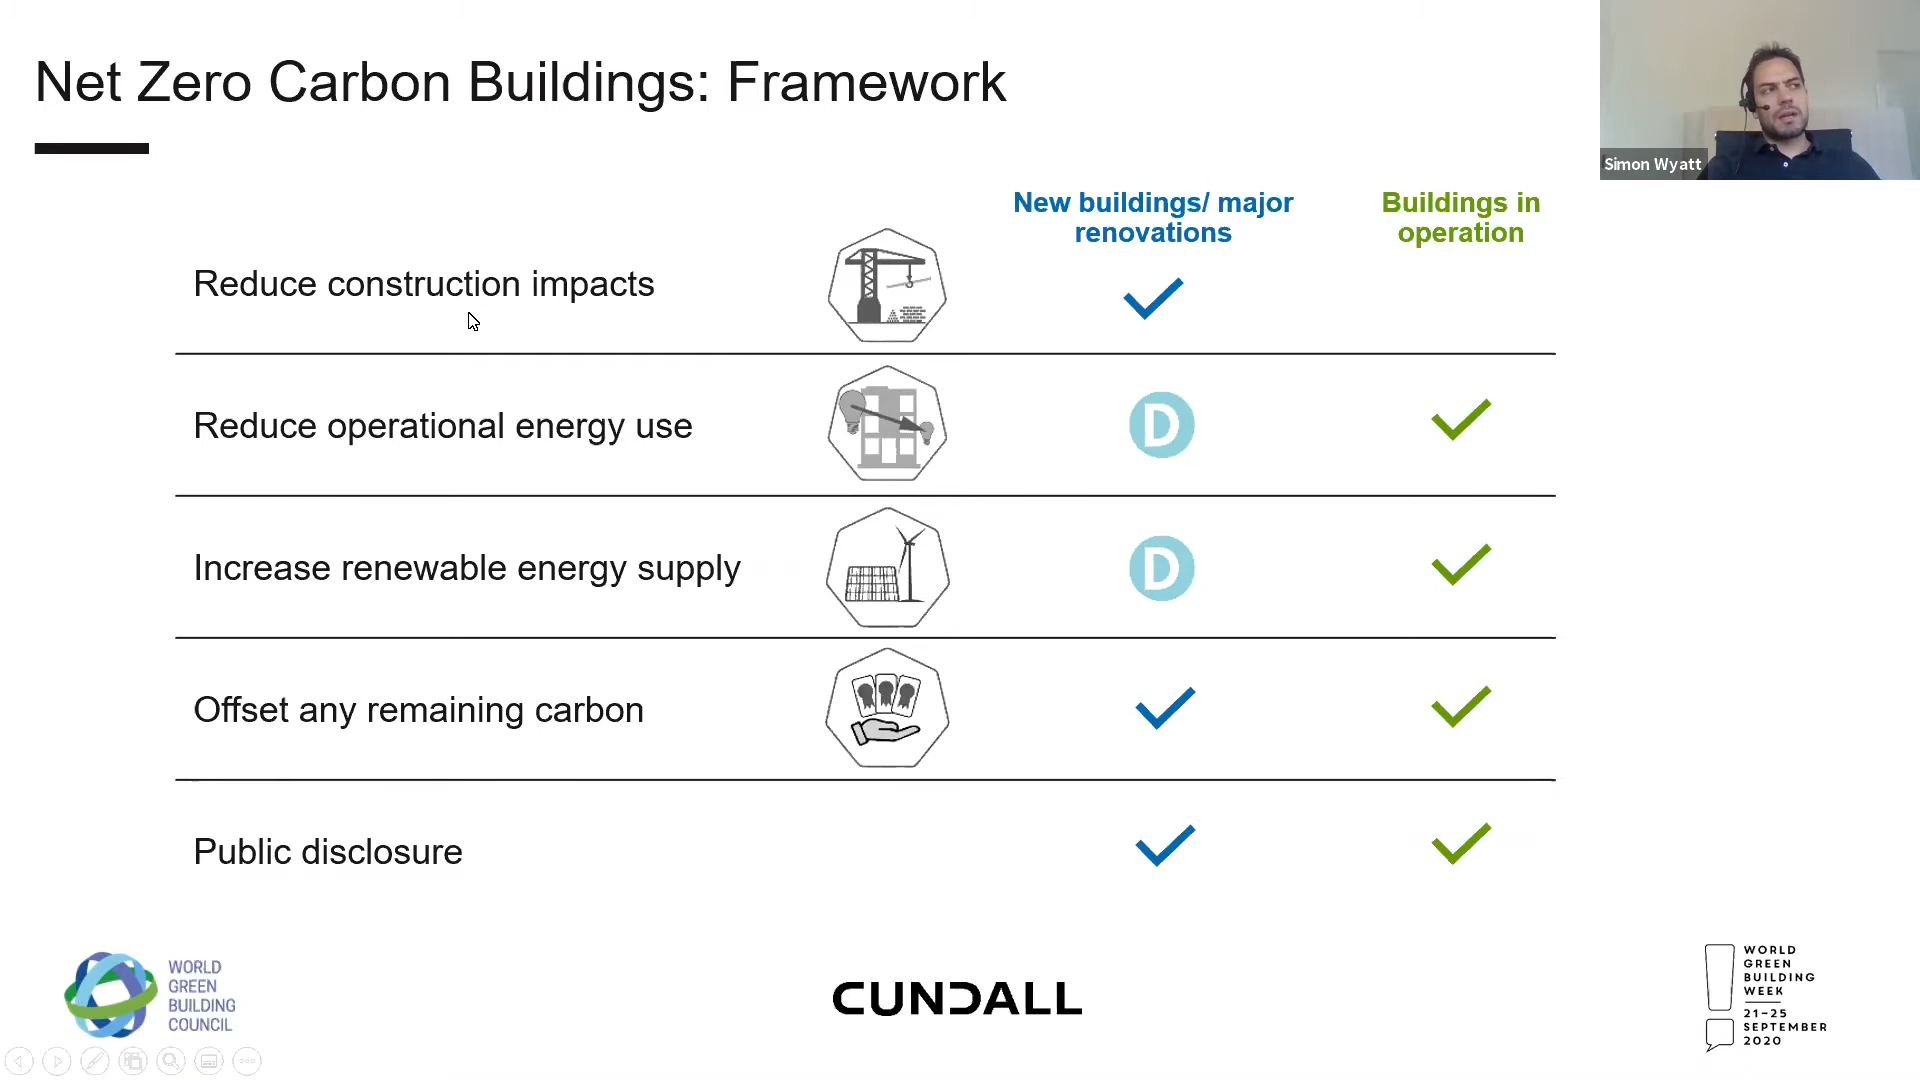 Net Zero Carbon Buildings: Framework
Simon Wyatt
New buildings/ major
renovations
Buildings in
operation
Reduce construction impacts
Reduce operational energy use
D
Increase renewable energy supply
D
Offset any remaining carbon
Public disclosure
WORLD
GREEN
BUILDING
COUNCIL
CUNDALL
WORLD
GREEN
BUILDING
WEEK
21–25
SEPTEMBER
2020